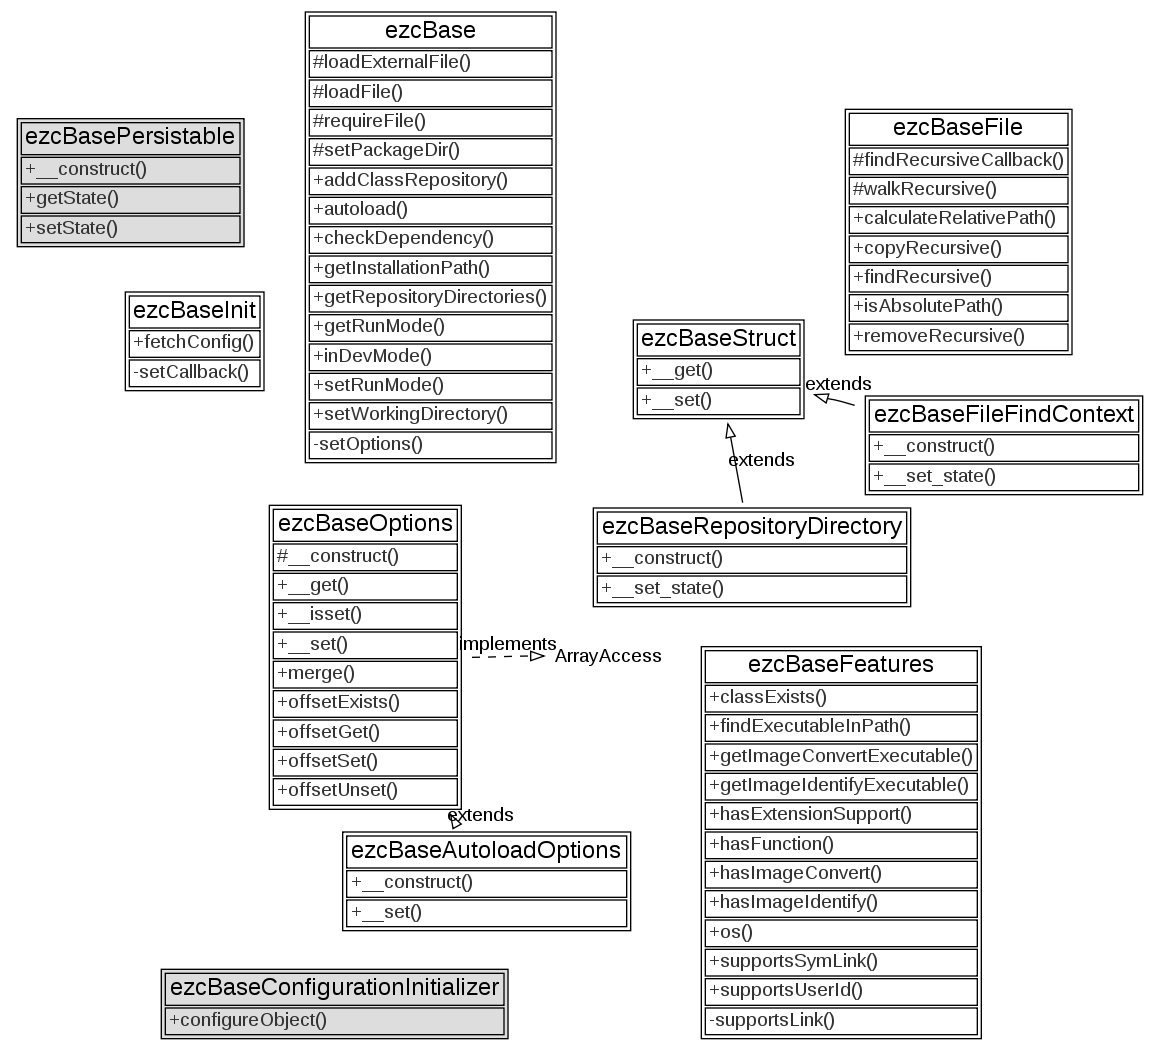 ezcBase
#loadExternalFile()
#loadFile()
#requireFile()
#setPackageDir()
+addClassRepository()
+autoload()
+checkDependency()
+getInstallationPath()
+getRepositoryDirectories()
+getRunMode()
+inDevMode()
+setRunMode()
+setWorkingDirectory()
-setOptions()
ezcBasePersistable
+__construct()
+getState()
+setState()
ezcBaseInit
+fetchConfig()
-setCallback()
ezcBaseFile
#findRecursiveCallback()
#walkRecursive()
+calculateRelativePath()
+copyRecursive()
+findRecursive()
+isAbsolutePath()
+removeRecursive()
ezcBaseStruct
+__get()
+__set()
extends
ezcBaseFileFindContext
+__construct()
+__set_state()
extends
ezcBaseRepositoryDirectory
+__construct()
+__set_state()
ezcBaseOptions
#__construct()
+__get()
+__isset()
+__set()
+merge()
+offsetExists()
+offsetGet()
+offsetSet()
+offsetUnset()
implements
ArrayAccess
extends
ezcBaseAutoloadOptions
+__construct()
+__set()
ezcBaseFeatures
+classExists()
+findExecutableInPath()
+getImageConvertExecutable()
+getImageIdentifyExecutable()
+hasExtensionSupport()
+hasFunction()
+hasImageConvert()
+hasImageIdentify()
+os()
+supportsSymLink()
+supportsUserId()
-supportsLink()
ezcBaseConfigurationInitializer
+configureObject()